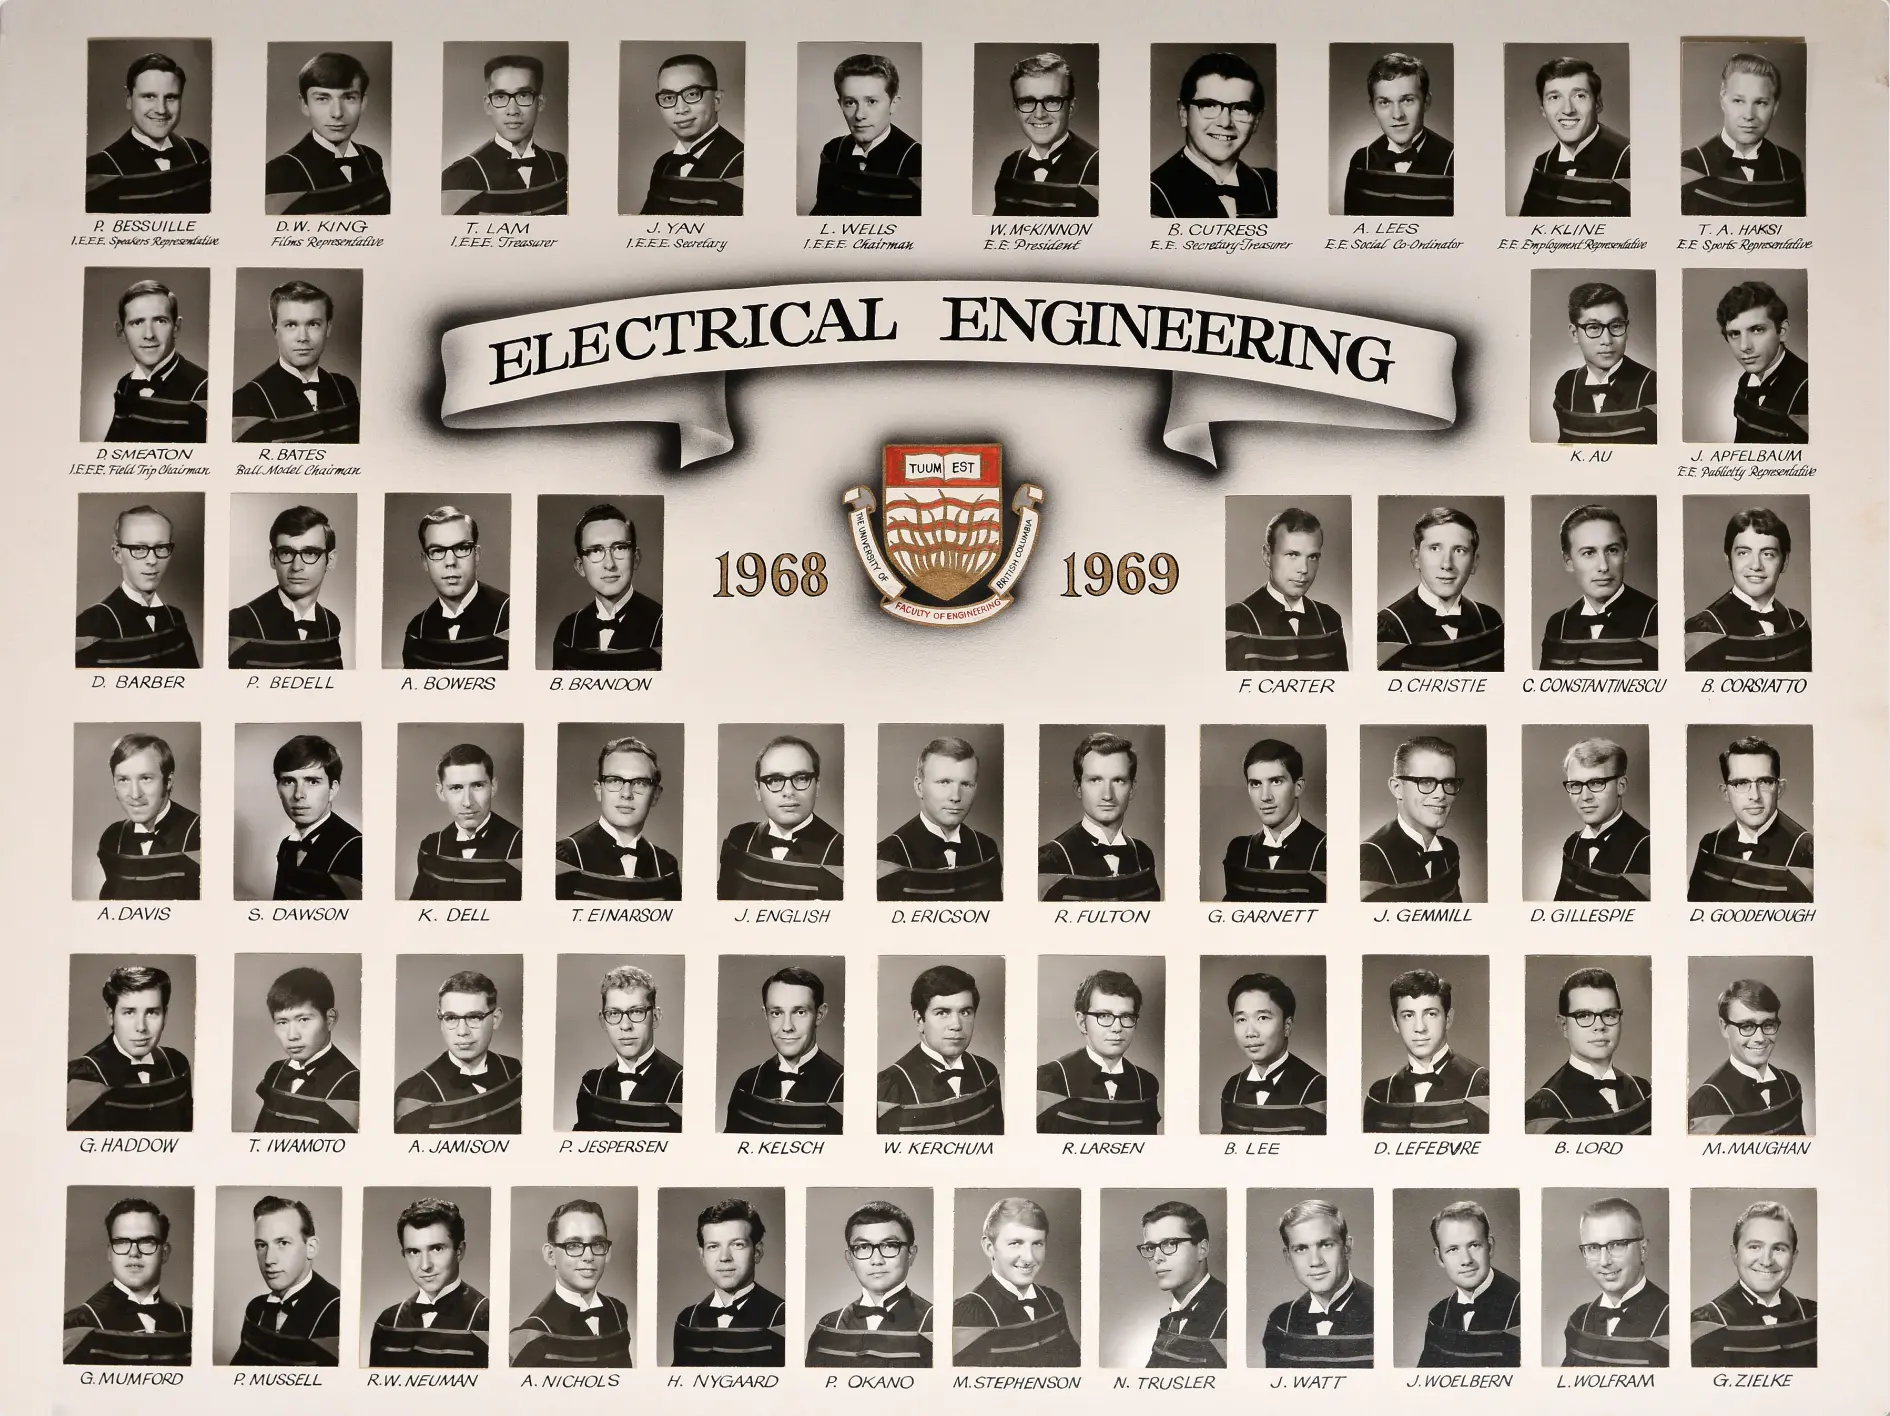 P. BESSUILLE
I.E.E.E. Speakers Representative
D.W. KING
Films Representative
T. LAM
I.E.E.E. Treasurer
J. YAN
I.E.E.E. Secretary
L. WELLS
I.E.E.E. Chairman
W. McKINNON
E.E. President
B. CUTRESS
E.E. Secretary-Treasurer
A. LEES
E.E. Social Co-Ordinator
K. KLINE
E.E. Employment Representative
T. A. HAKSI
E.E. Sports Representative
ELECTRICAL ENGINEERING
D. SMEATON
I.E.E.E. Field Trip Chairman
R. BATES
Ball Model Chairman
K. AU
J. APFELBAUM
E.E. Publicity Representative
TUUM EST
THE UNIVERSITY OF
BRITISH COLUMBIA
FACULTY OF ENGINEERING
1968
1969
D. BARBER
P. BEDELL
A. BOWERS
B. BRANDON
F. CARTER
D. CHRISTIE
C. CONSTANTINESCU
B. CORSIATTO
A. DAVIS
S. DAWSON
K. DELL
T. EINARSON
J. ENGLISH
D. ERICSON
R. FULTON
G. GARNETT
J. GEMMILL
D. GILLESPIE
D. GOODENOUGH
G. HADDOW
T. IWAMOTO
A. JAMISON
P. JESPERSEN
R. KELSCH
W. KERCHUM
R. LARSEN
B. LEE
D. LEFEBVRE
B. LORD
M. MAUGHAN
G. MUMFORD
P. MUSSELL
R.W. NEUMAN
A. NICHOLS
H. NYGAARD
P. OKANO
M. STEPHENSON
N. TRUSLER
J. WATT
J. WOELBERN
L. WOLFRAM
G. ZIELKE